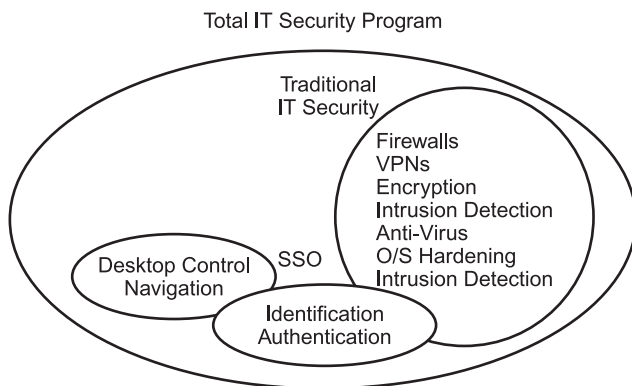 Total IT Security Program
Traditional
IT Security
Firewalls
VPNs
Encryption
Intrusion Detection
Anti-Virus
O/S Hardening
Intrusion Detection
SSO
Desktop Control
Navigation
Identification
Authentication